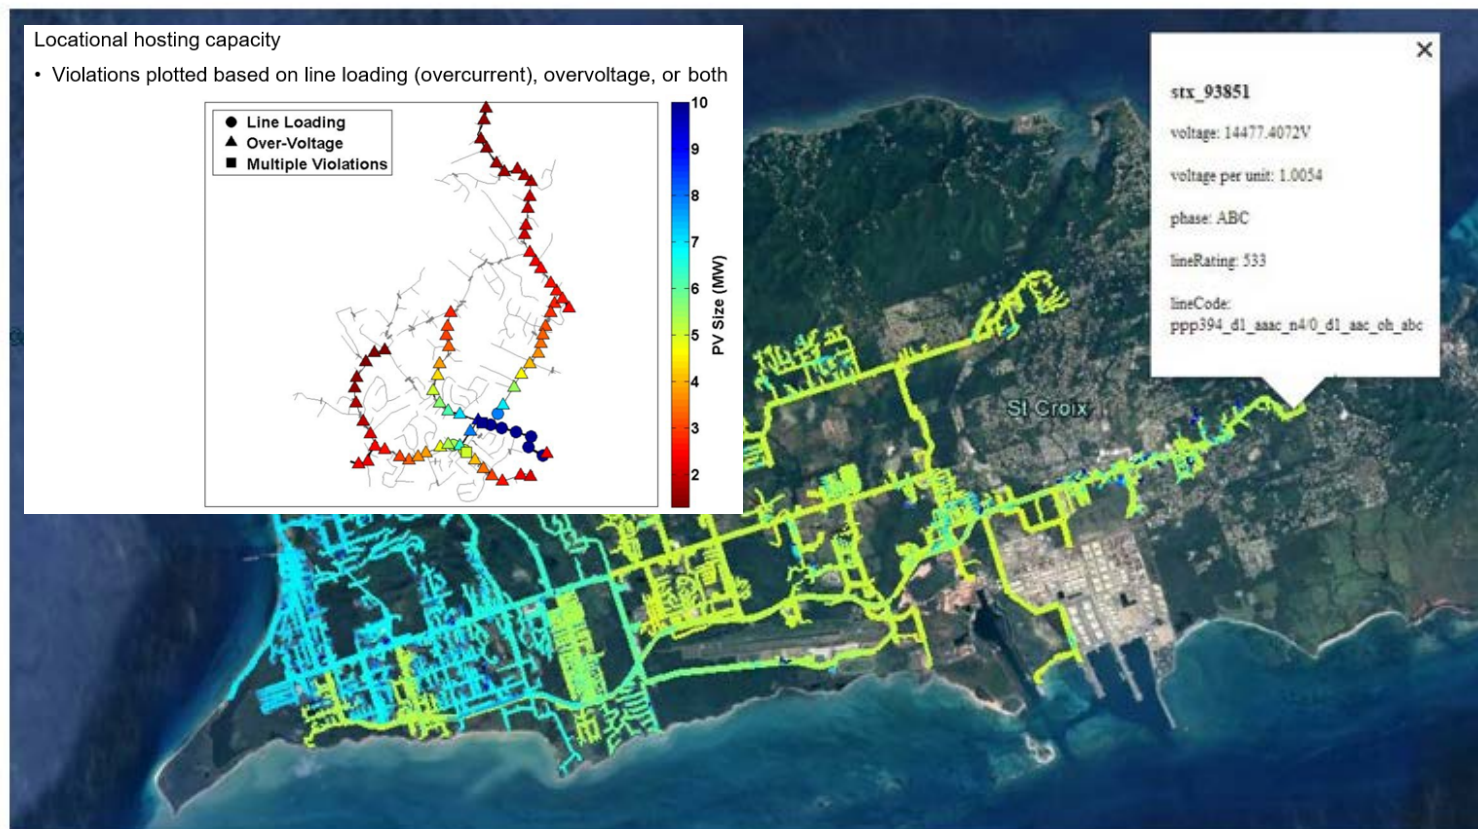 Locational hosting capacity
• Violations plotted based on line loading (overcurrent), overvoltage, or both
Line Loading
Over-Voltage
Multiple Violations
10
9
8
7
6
5
4
3
2
PV Size (MW)
stx_93851
voltage: 14477.4072V
voltage per unit: 1.0054
phase: ABC
lineRating: 533
lineCode:
ppp394_d1_aaac_n4/0_d1_aac_oh_abc
St Croix